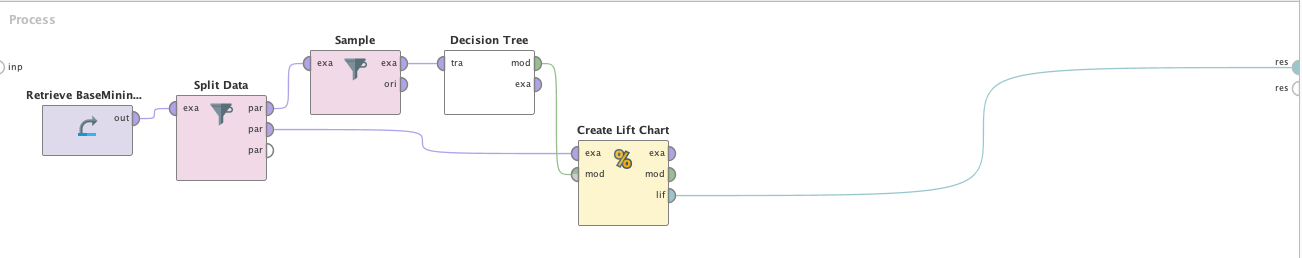 Process
inp
Retrieve BaseMinin...
out
Split Data
exa
par
par
par
Sample
exa
exa
ori
Decision Tree
tra
mod
exa
Create Lift Chart
exa
exa
mod
mod
lif
%
res
res